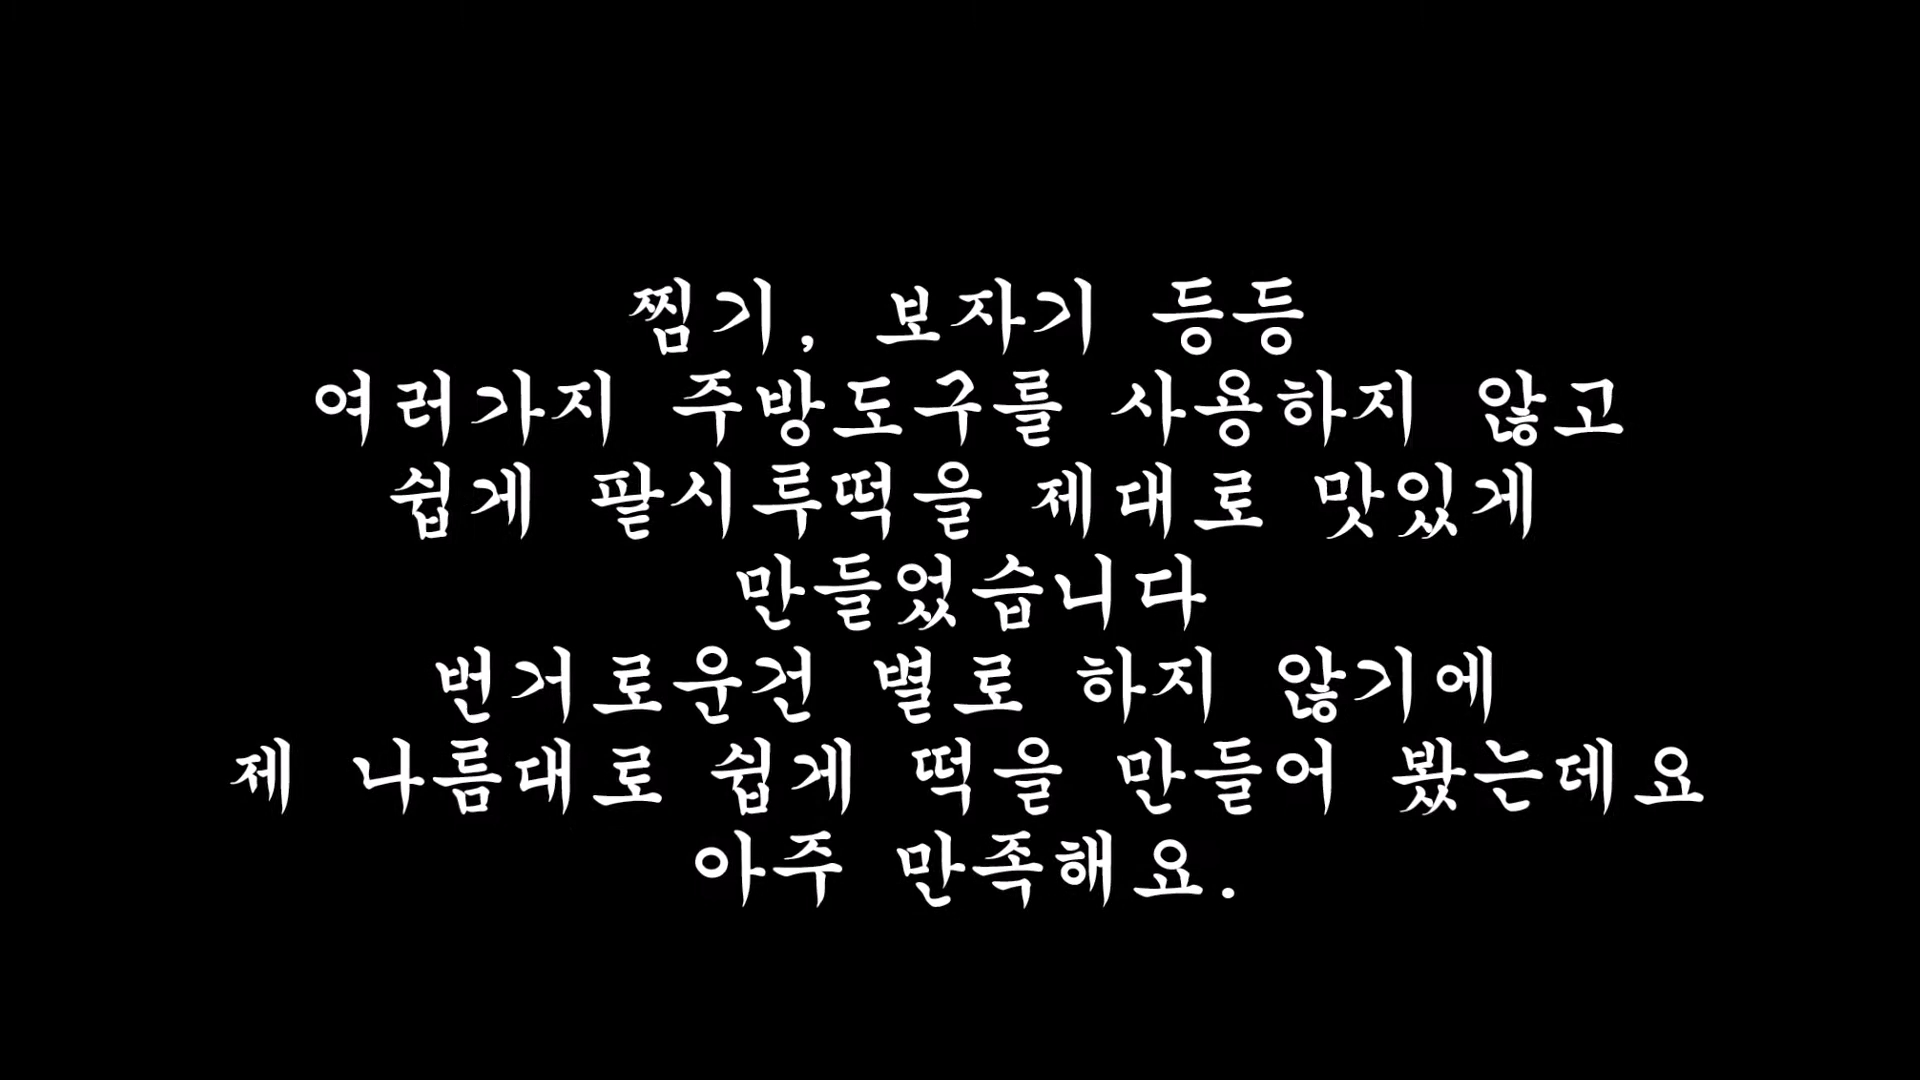 찜기, 보자기 등등
여러가지 주방도구를 사용하지 않고
쉽게 팥시루떡을 제대로 맛있게
만들었습니다
번거로운건 별로 하지 않기에
제 나름대로 쉽게 떡을 만들어 봤는데요
아주 만족해요.